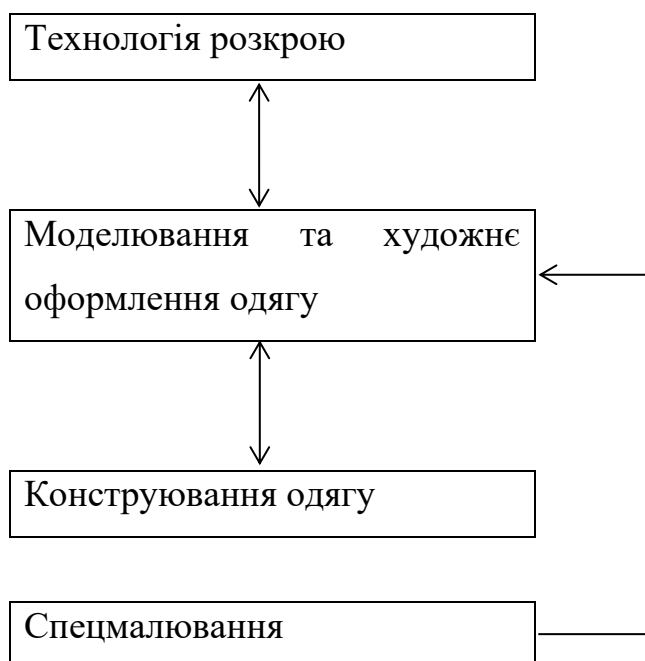 Технологія розкрою
Моделювання та художнє
оформлення одягу
Конструювання одягу
Спецмалювання